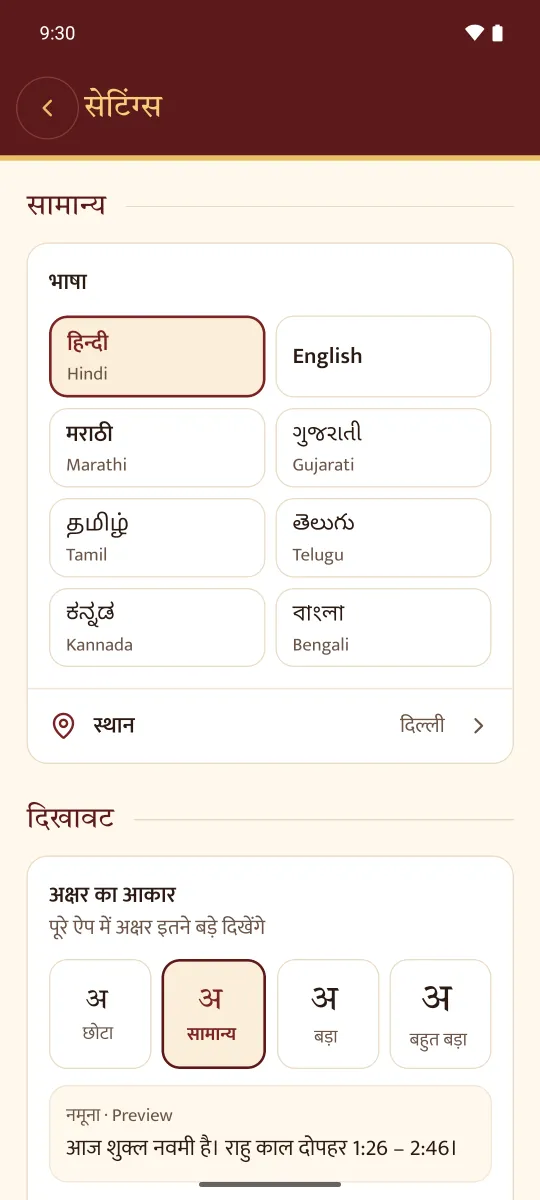 9:30
सेटिंग्स
सामान्य
भाषा
हिन्दी
Hindi
English
मराठी
Marathi
ગુજરાતી
Gujarati
தமிழ்
Tamil
తెలుగు
Telugu
ಕನ್ನಡ
Kannada
বাংলা
Bengali
स्थान
दिल्ली
दिखावट
अक्षर का आकार
पूरे ऐप में अक्षर इतने बड़े दिखेंगे
अ
छोटा
अ
सामान्य
अ
बड़ा
अ
बहुत बड़ा
नमूना · Preview
आज शुक्ल नवमी है। राहु काल दोपहर 1:26 – 2:46।